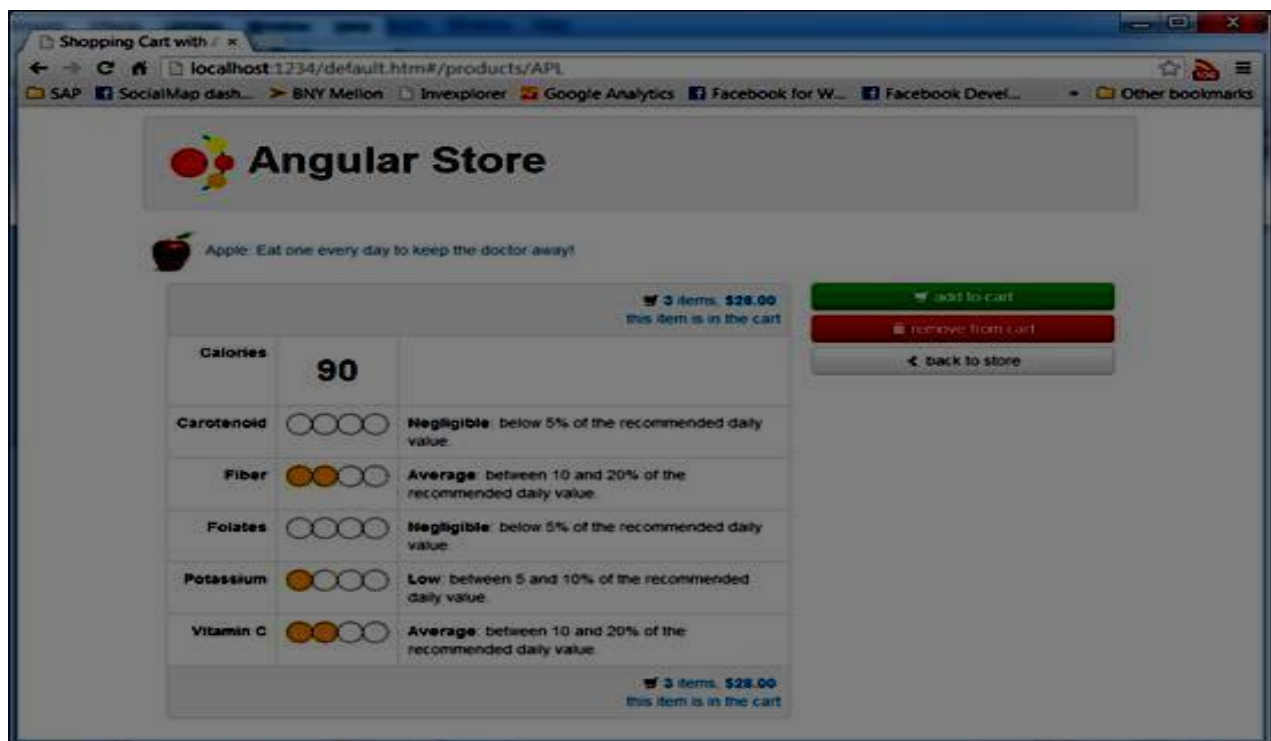 Shopping Cart with
localhost:1234/default.htm#/products/APL
SAP SocialMap dash... BNY Mellon Invexplorer Google Analytics Facebook for W... Facebook Devel... » Other bookmarks
Angular Store
Apple: Eat one every day to keep the doctor away!
3 items, $28.00
this item is in the cart
add to cart
remove from cart
back to store
Calories 90
Carotenoid Negligible: below 5% of the recommended daily
value.
Fiber Average: between 10 and 20% of the
recommended daily value.
Folates Negligible: below 5% of the recommended daily
value.
Potassium Low: between 5 and 10% of the recommended
daily value.
Vitamin C Average: between 10 and 20% of the
recommended daily value.
3 items, $28.00
this item is in the cart